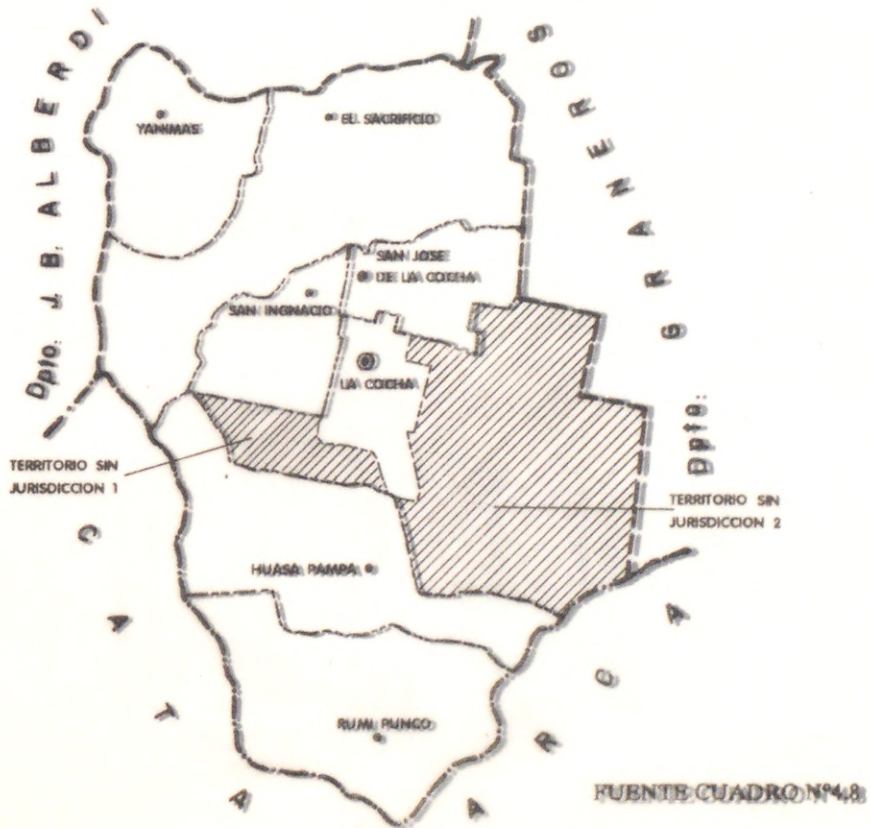 Dpto. J. B. ALBERDI
Dpto. GRANEROS
YANIMAS
EL SACRIFICIO
SAN JOSE
DE LA COCHA
SAN INGNACIO
LA COCHA
TERRITORIO SIN
JURISDICCION 1
TERRITORIO SIN
JURISDICCION 2
HUASA PAMPA
RUMI PUNCO
CATAMARCA
FUENTE CUADRO Nº4.8